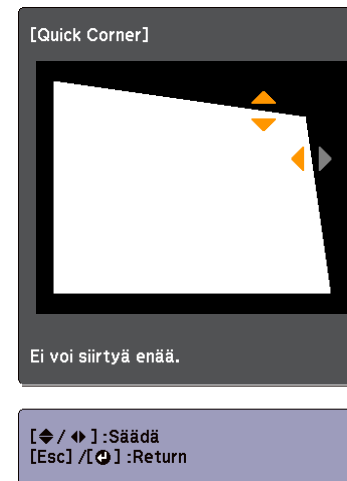 [Quick Corner]
Ei voi siirtyä enää.
[ / ] :Säädä
[Esc] /[ ] :Return